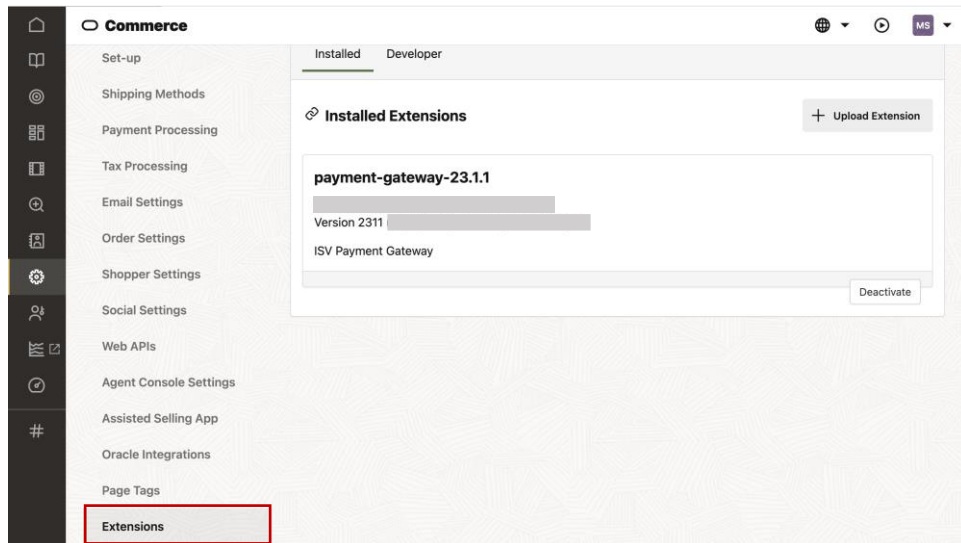 Commerce
MS
Set-up
Shipping Methods
Payment Processing
Tax Processing
Email Settings
Order Settings
Shopper Settings
Social Settings
Web APIs
Agent Console Settings
Assisted Selling App
Oracle Integrations
Page Tags
Extensions
Installed Developer
Installed Extensions
+ Upload Extension
payment-gateway-23.1.1
Version 2311
ISV Payment Gateway
Deactivate